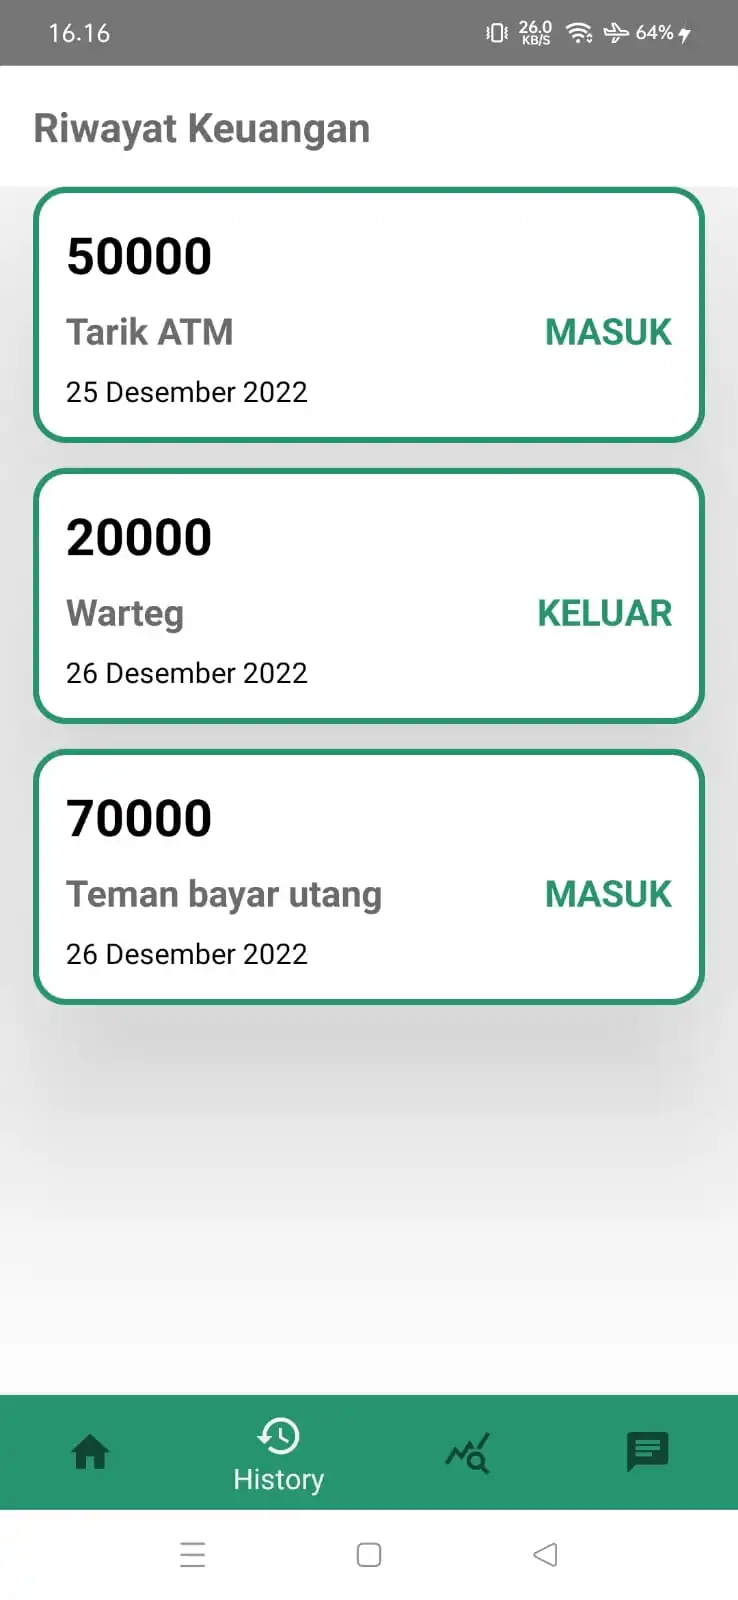 16.16
26.0
KB/S
64%
Riwayat Keuangan
50000
Tarik ATM
MASUK
25 Desember 2022
20000
Warteg
KELUAR
26 Desember 2022
70000
Teman bayar utang
MASUK
26 Desember 2022
History